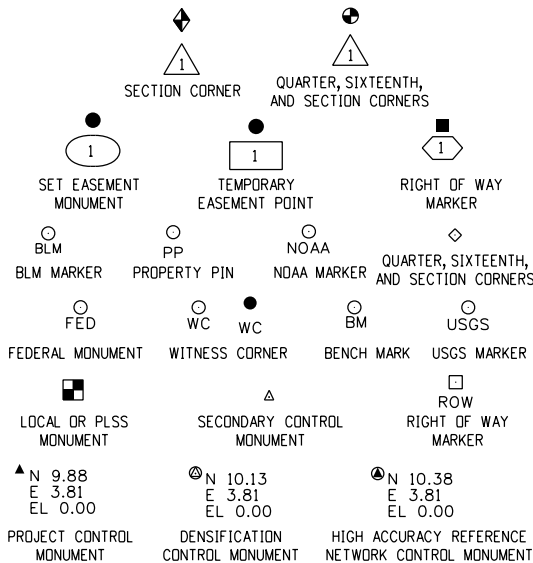 1 1
SECTION CORNER
QUARTER, SIXTEENTH,
AND SECTION CORNERS
1 1 1
SET EASEMENT
MONUMENT
TEMPORARY
EASEMENT POINT
RIGHT OF WAY
MARKER
BLM
BLM MARKER
PP
PROPERTY PIN
NOAA
NOAA MARKER
QUARTER, SIXTEENTH,
AND SECTION CORNERS
FED
FEDERAL MONUMENT
WC WC
WITNESS CORNER
BM
BENCH MARK
USGS
USGS MARKER
LOCAL OR PLSS
MONUMENT
SECONDARY CONTROL
MONUMENT
ROW
RIGHT OF WAY
MARKER
N 9.88
E 3.81
EL 0.00
PROJECT CONTROL
MONUMENT
N 10.13
E 3.81
EL 0.00
DENSIFICATION
CONTROL MONUMENT
N 10.38
E 3.81
EL 0.00
HIGH ACCURACY REFERENCE
NETWORK CONTROL MONUMENT